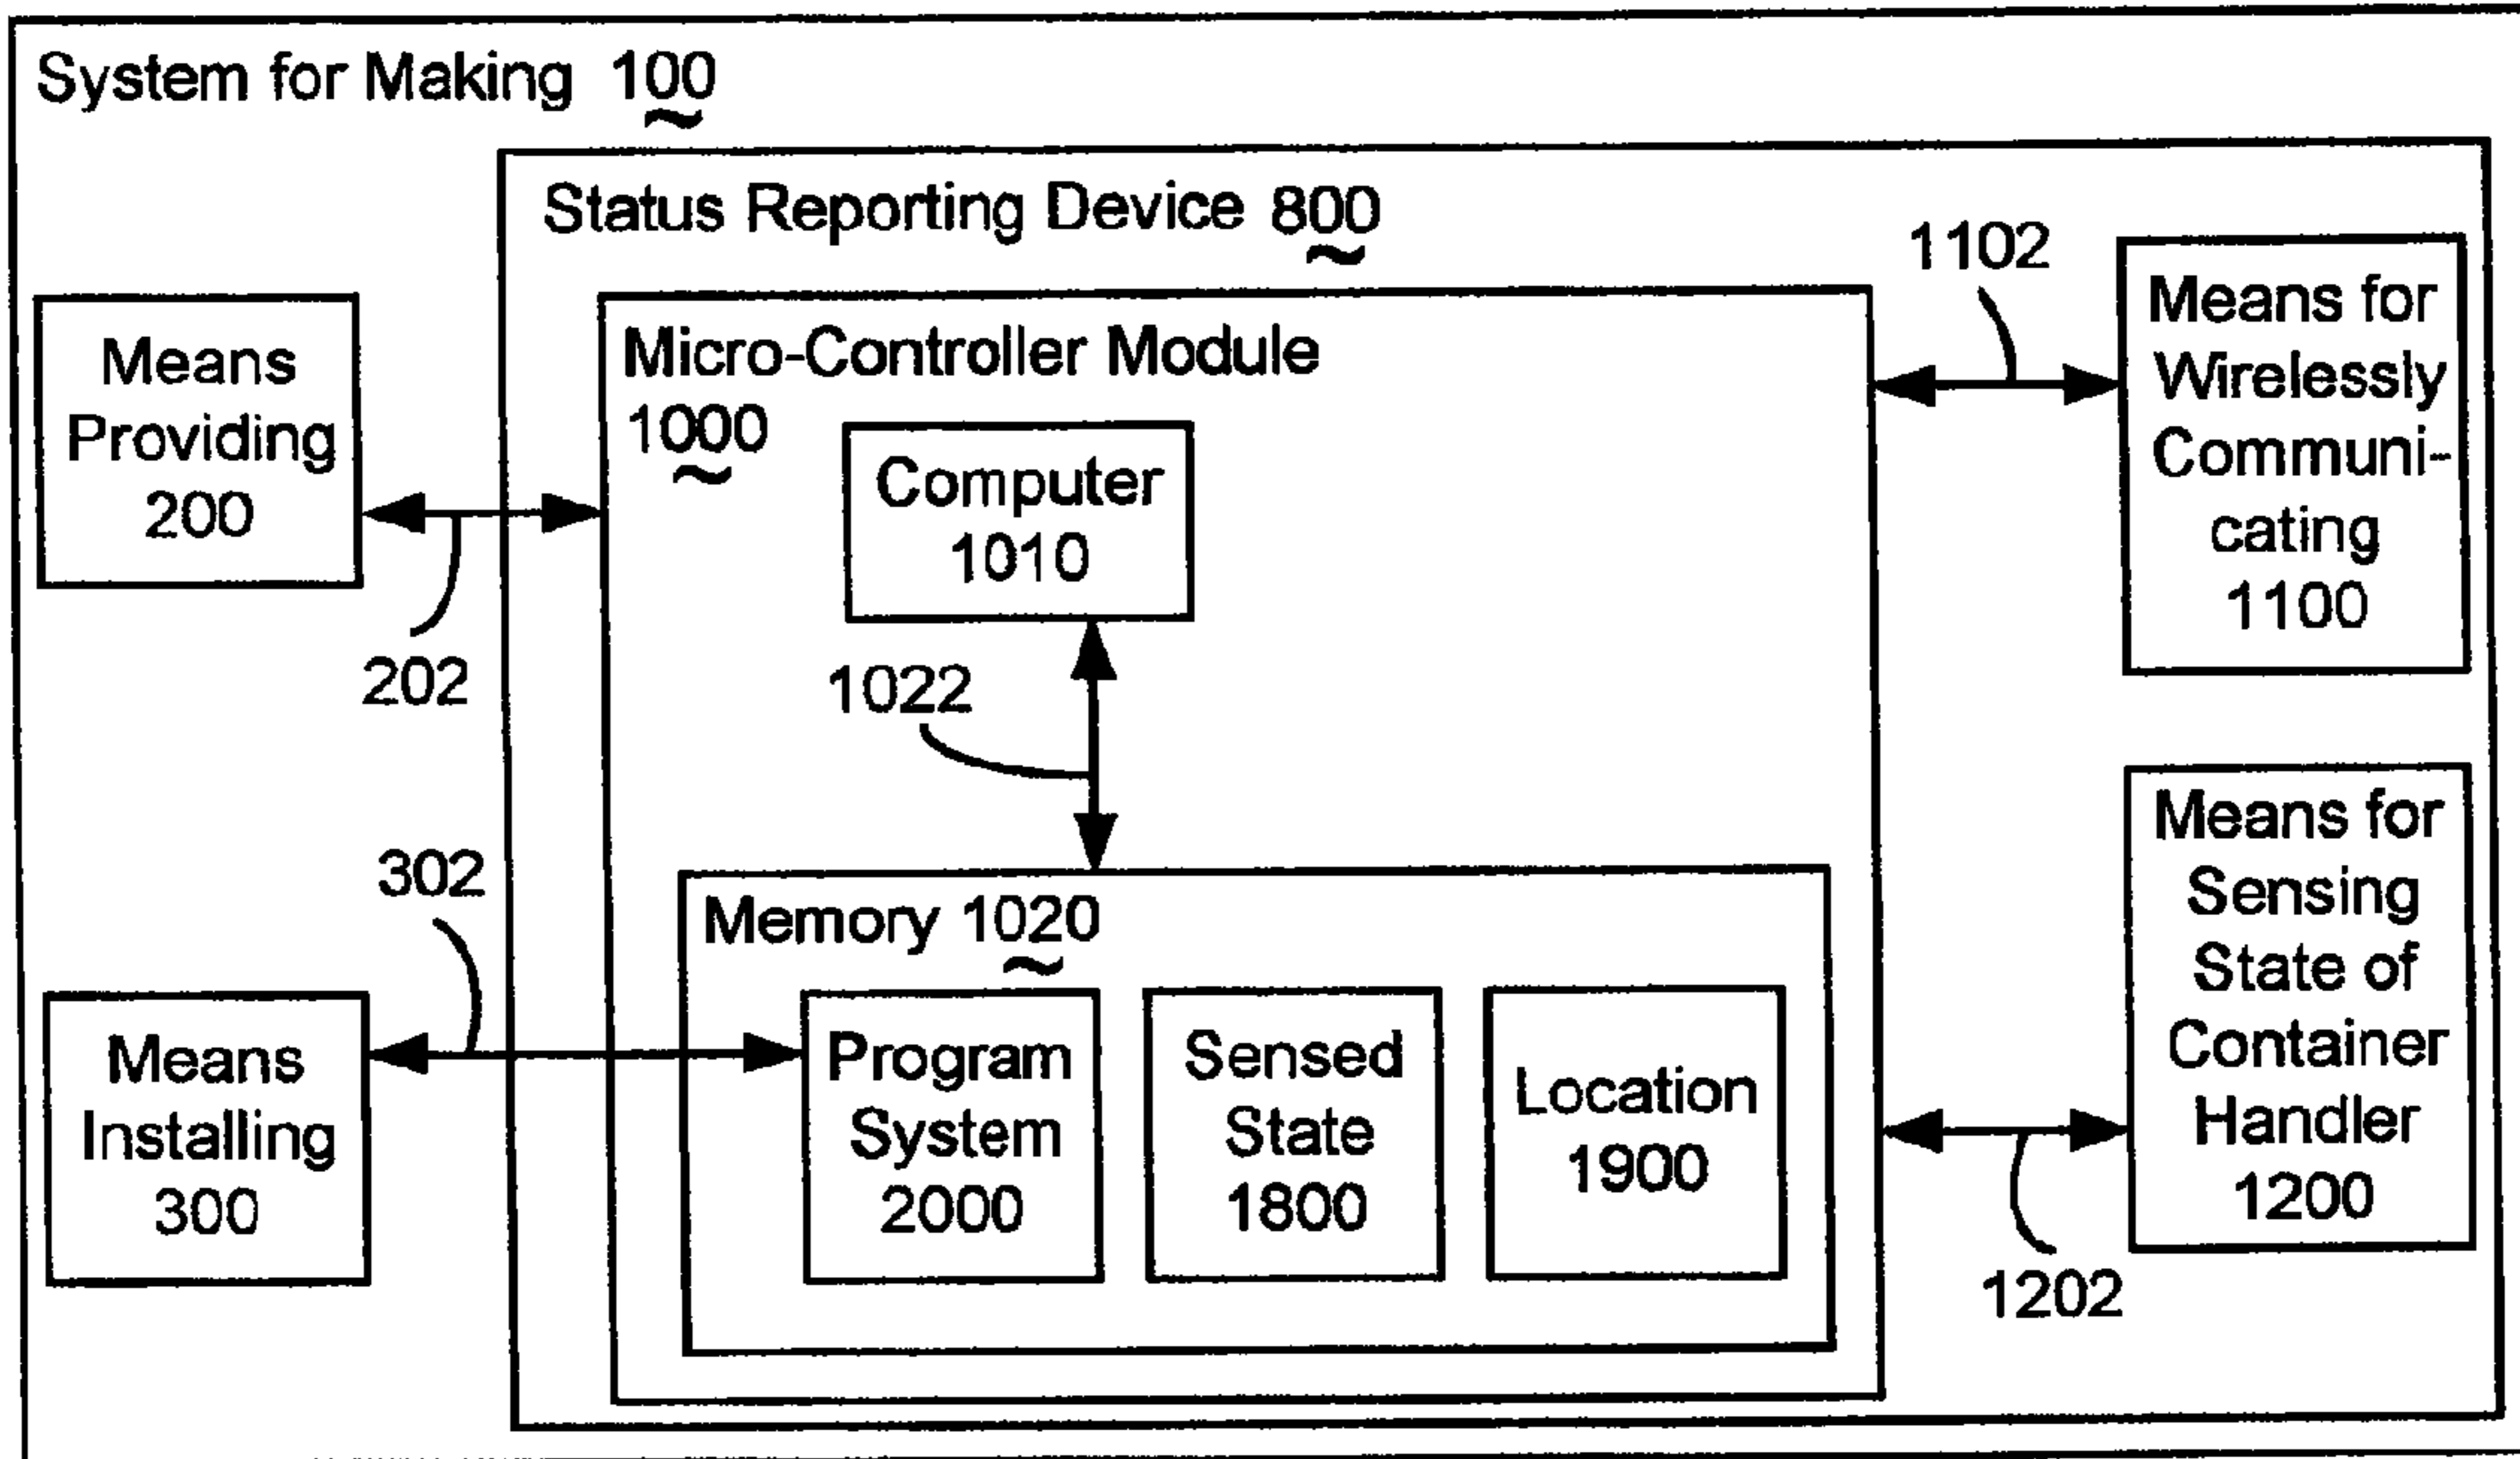 System for Making 100
Status Reporting Device 800
Means
Providing
200
202
302
Means
Installing
300
Micro-Controller Module
1000
Computer
1010
1022
Memory 1020
Program
System
2000
Sensed
State
1800
Location
1900
1102
Means for
Wirelessly
Communi-
cating
1100
Means for
Sensing
State of
Container
Handler
1200
1202